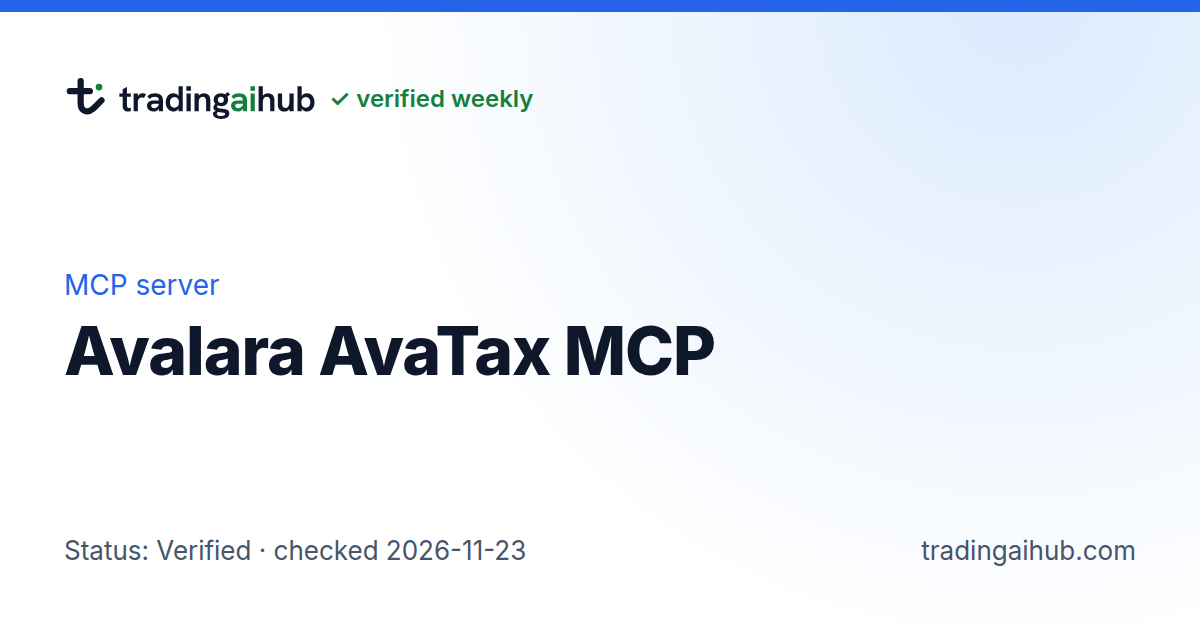 tradingaihub ✓ verified weekly
MCP server
Avalara AvaTax MCP
Status: Verified · checked 2026-11-23
tradingaihub.com